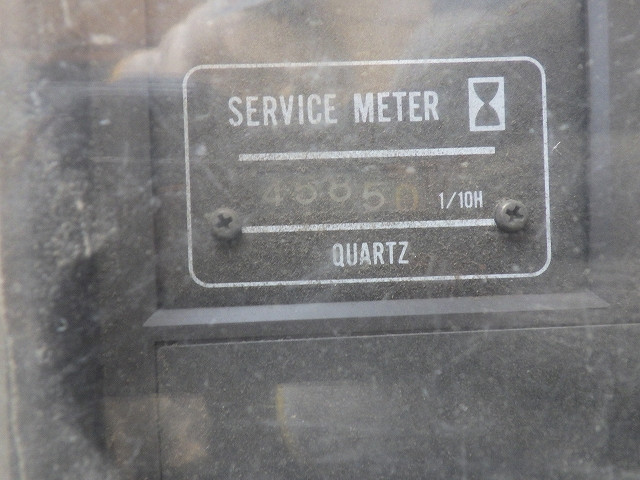 SERVICE METER
45850 1/10H
QUARTZ